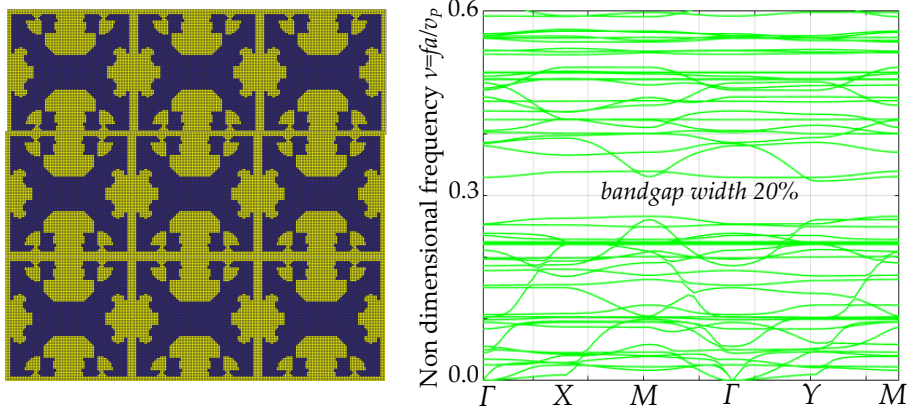 0.6
Non dimensional frequency ν=fa/v_P
0.3
bandgap width 20%
0.0
Γ X M Γ Y M